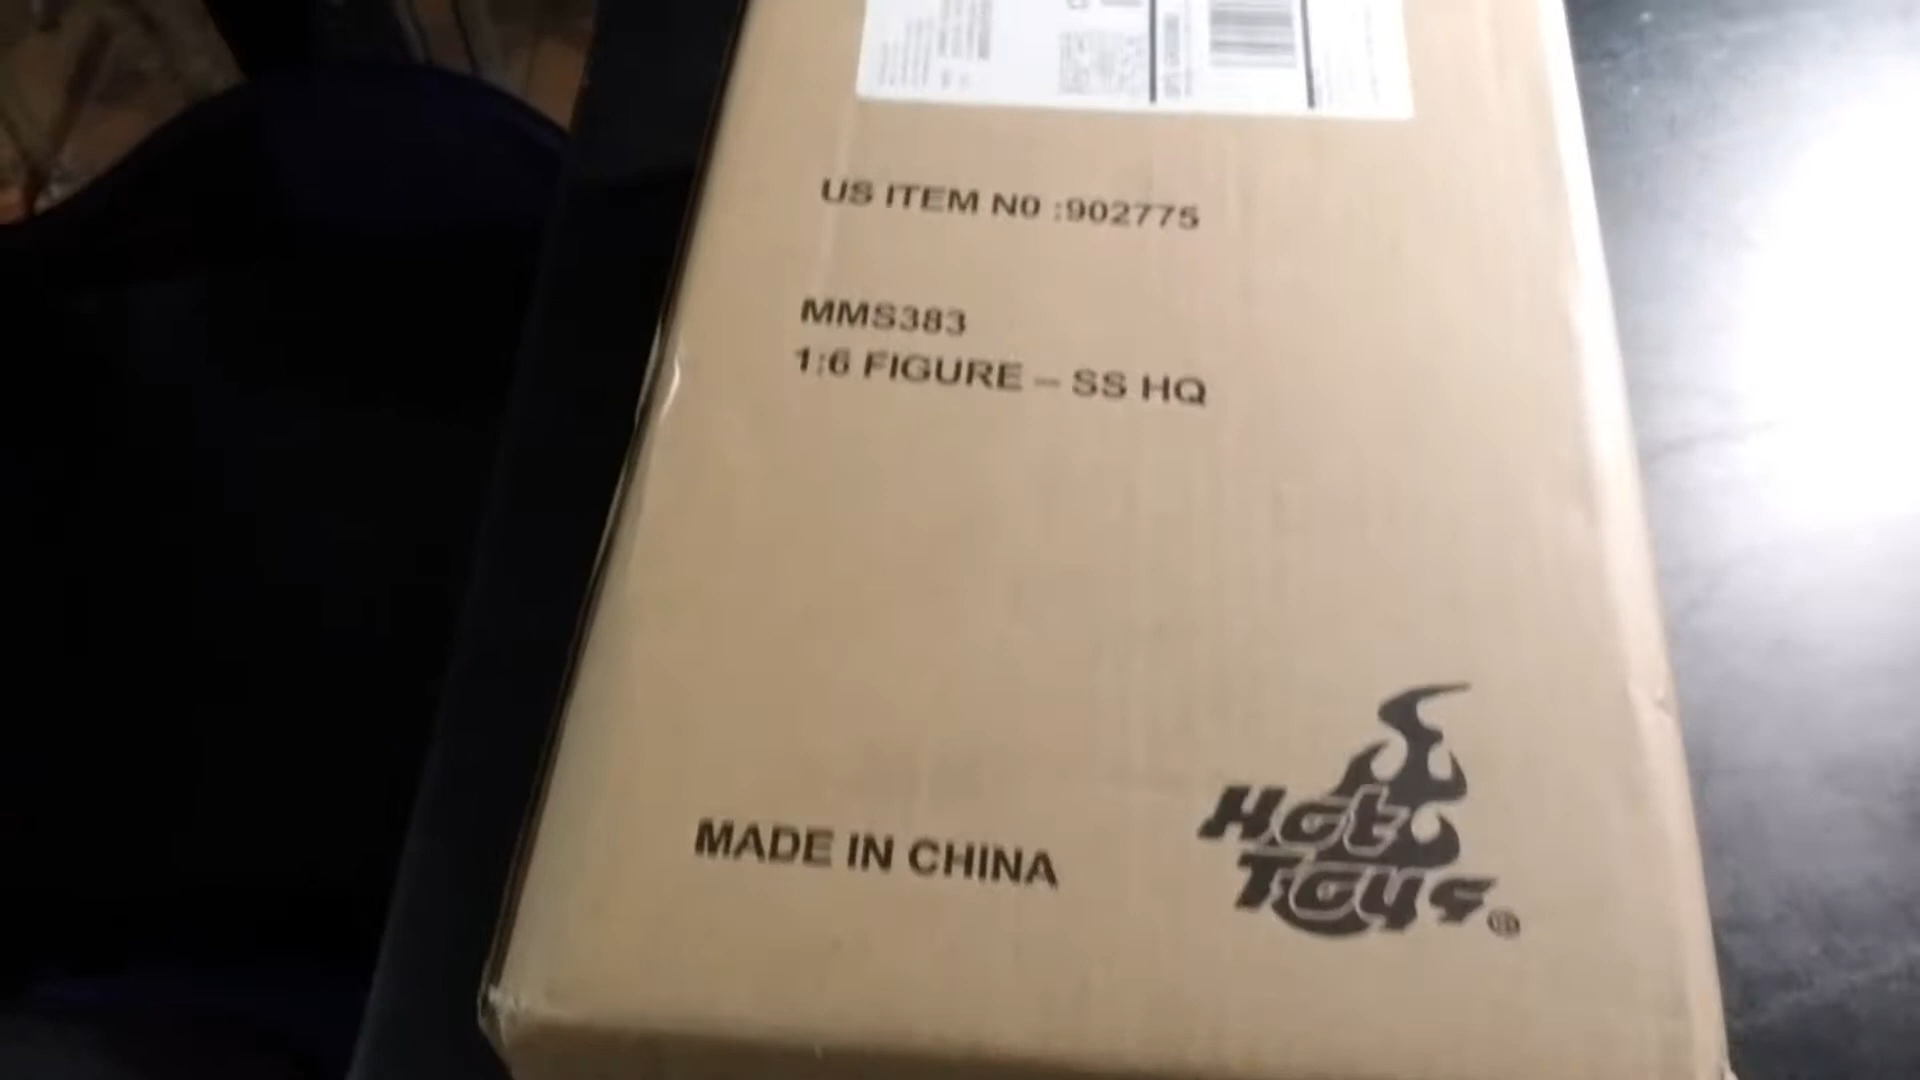 US ITEM N0 :902775
MMS383
1:6 FIGURE – SS HQ
MADE IN CHINA
Hot
Toys®